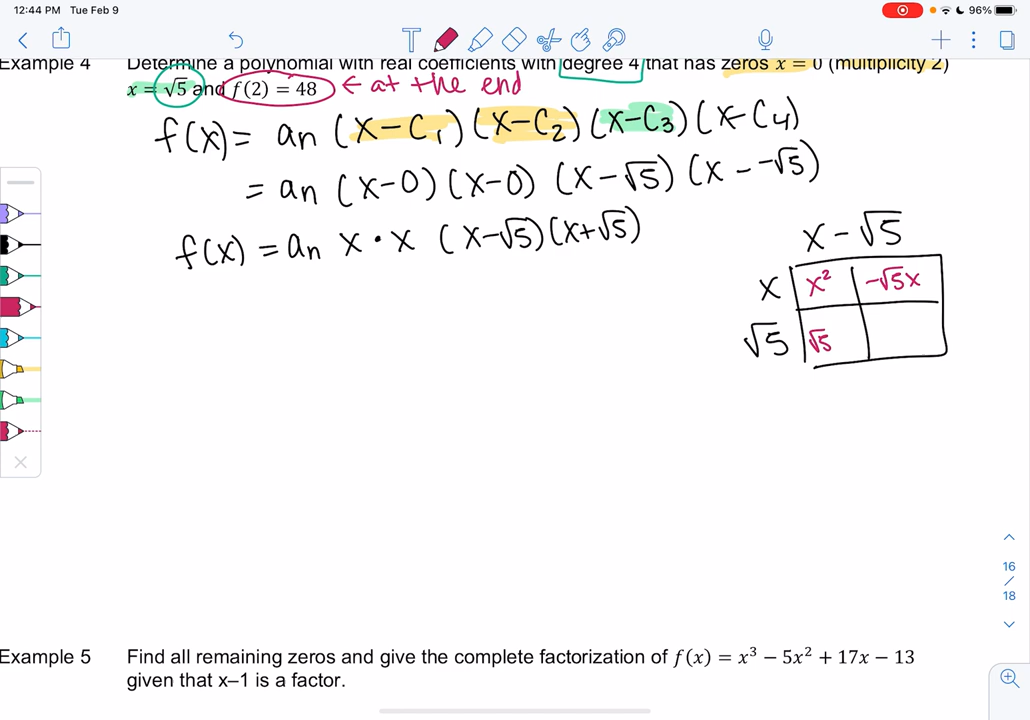 12:44 PM Tue Feb 9
96%
Example 4 Determine a polynomial with real coefficients with degree 4 that has zeros x = 0 (multiplicity 2)
x = √5 and f(2) = 48 ← at the end
f(x) = an (x-C₁)(x-C₂)(x-C₃)(x-C₄)
= an (x-0)(x-0) (x-√5)(x--√5)
f(x) = an x·x (x-√5)(x+√5)
x - √5
x x² -√5x
√5 √5
16
/
18
Example 5 Find all remaining zeros and give the complete factorization of f(x) = x³ − 5x² + 17x − 13
given that x–1 is a factor.